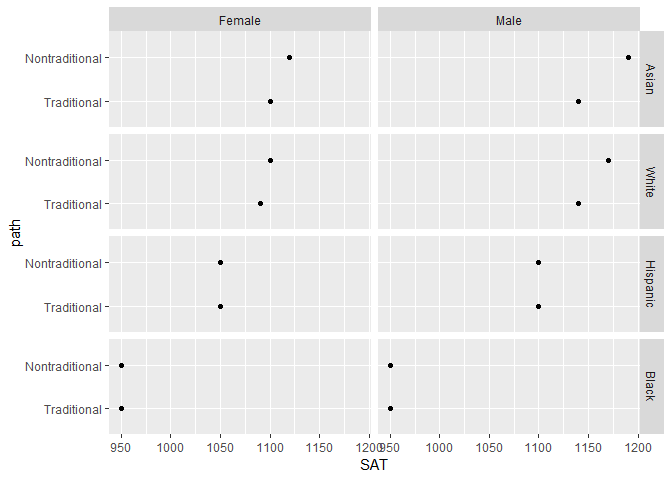 Female Male
Nontraditional
Traditional
Asian
Nontraditional
Traditional
White
path
Nontraditional
Traditional
Hispanic
Nontraditional
Traditional
Black
950 1000 1050 1100 1150 1200 950 1000 1050 1100 1150 1200
SAT